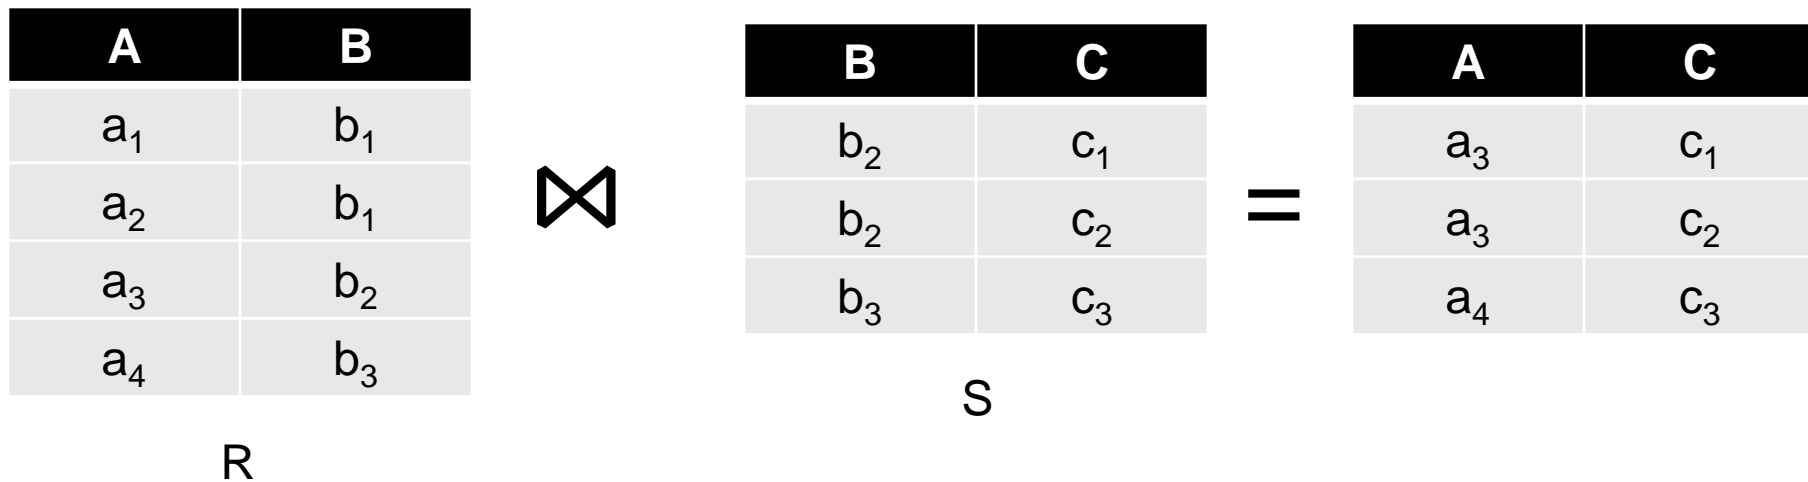 A B
a₁ b₁
a₂ b₁
a₃ b₂
a₄ b₃
R
⋈
B C
b₂ c₁
b₂ c₂
b₃ c₃
S
=
A C
a₃ c₁
a₃ c₂
a₄ c₃